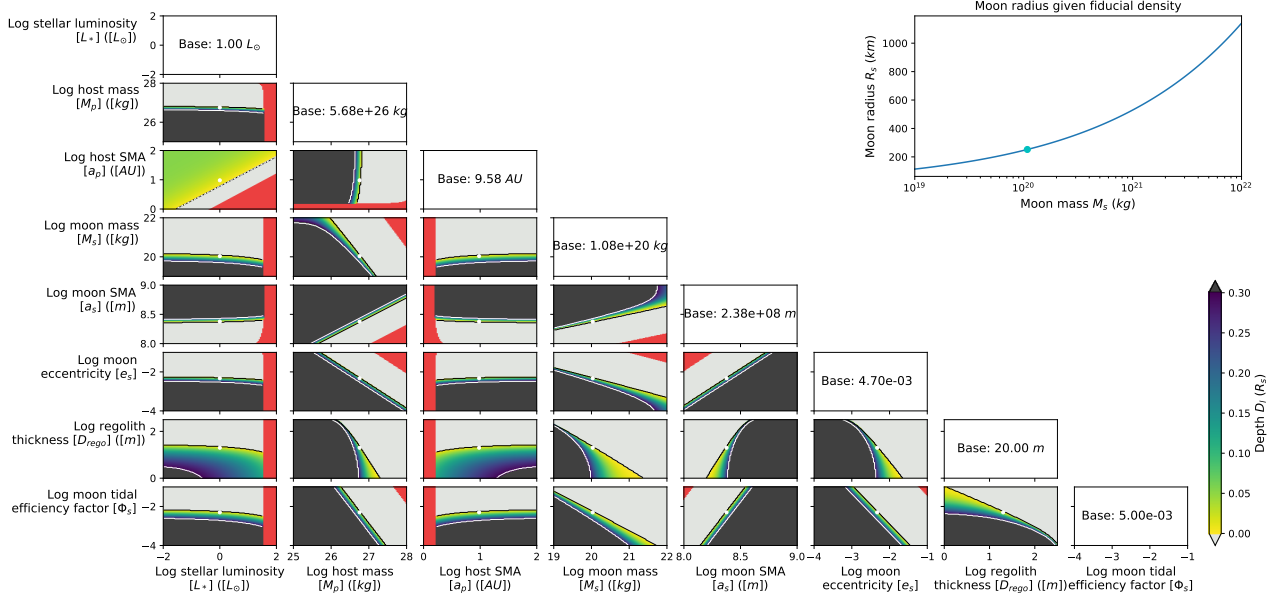 Moon radius given fiducial density
Log stellar luminosity
[L*] ([L⊙])
2
0
−2
Base: 1.00 L⊙
Moon radius Rs (km)
1000
800
600
400
200
10^19
10^20
10^21
10^22
Moon mass Ms (kg)
Log host mass
[Mp] ([kg])
28
26
Base: 5.68e+26 kg
Log host SMA
[ap] ([AU])
2
1
0
Base: 9.58 AU
Log moon mass
[Ms] ([kg])
22
20
Base: 1.08e+20 kg
Log moon SMA
[as] ([m])
9.0
8.5
8.0
Base: 2.38e+08 m
Log moon
eccentricity [es]
−2
−4
Base: 4.70e-03
Log regolith
thickness [Drego] ([m])
2
0
Base: 20.00 m
Log moon tidal
efficiency factor [Φs]
−2
−4
Base: 5.00e-03
−2 0 2
25 26 27 28
0 1 2
19 20 21 22
8.0 8.5 9.0
−4 −3 −2 −1
0 1 2
−4 −3 −2 −1
Log stellar luminosity
[L*] ([L⊙])
Log host mass
[Mp] ([kg])
Log host SMA
[ap] ([AU])
Log moon mass
[Ms] ([kg])
Log moon SMA
[as] ([m])
Log moon
eccentricity [es]
Log regolith
thickness [Drego] ([m])
Log moon tidal
efficiency factor [Φs]
0.30
0.25
0.20
0.15
0.10
0.05
0.00
Depth Dl (Rs)